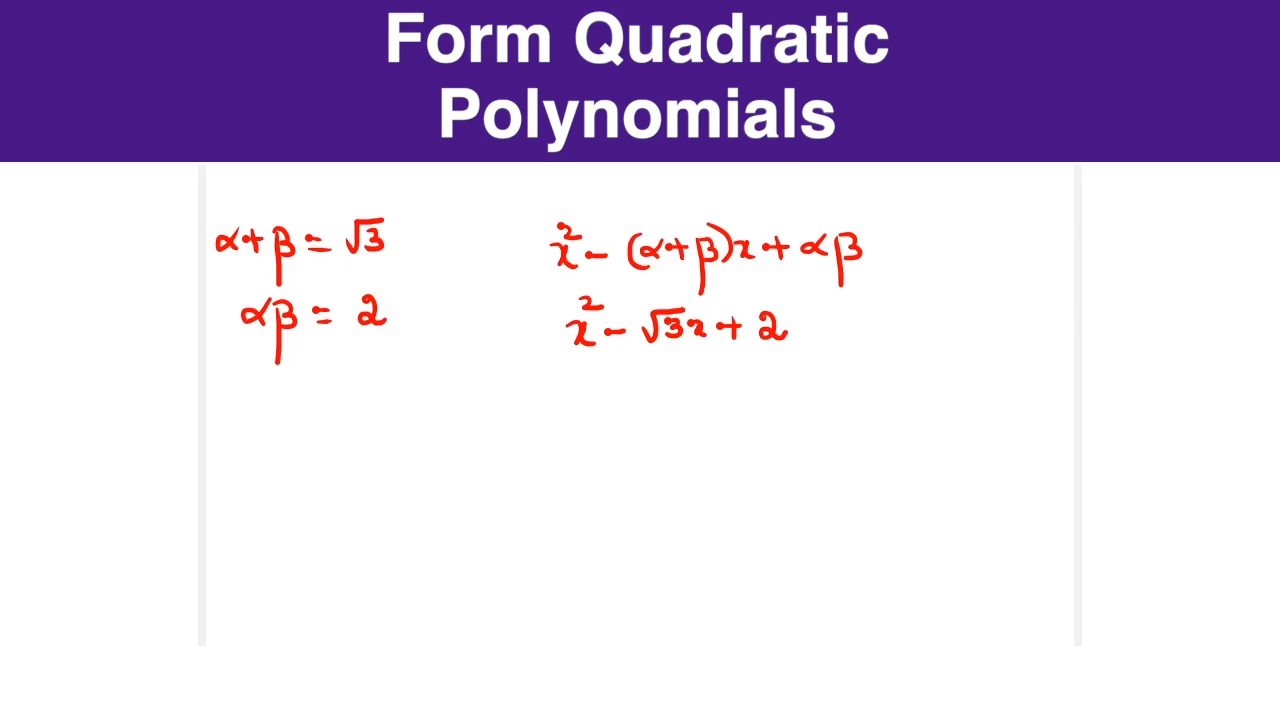 Form Quadratic
Polynomials
α+β = √3
αβ = 2
x² - (α+β)x + αβ
x² - √3x + 2